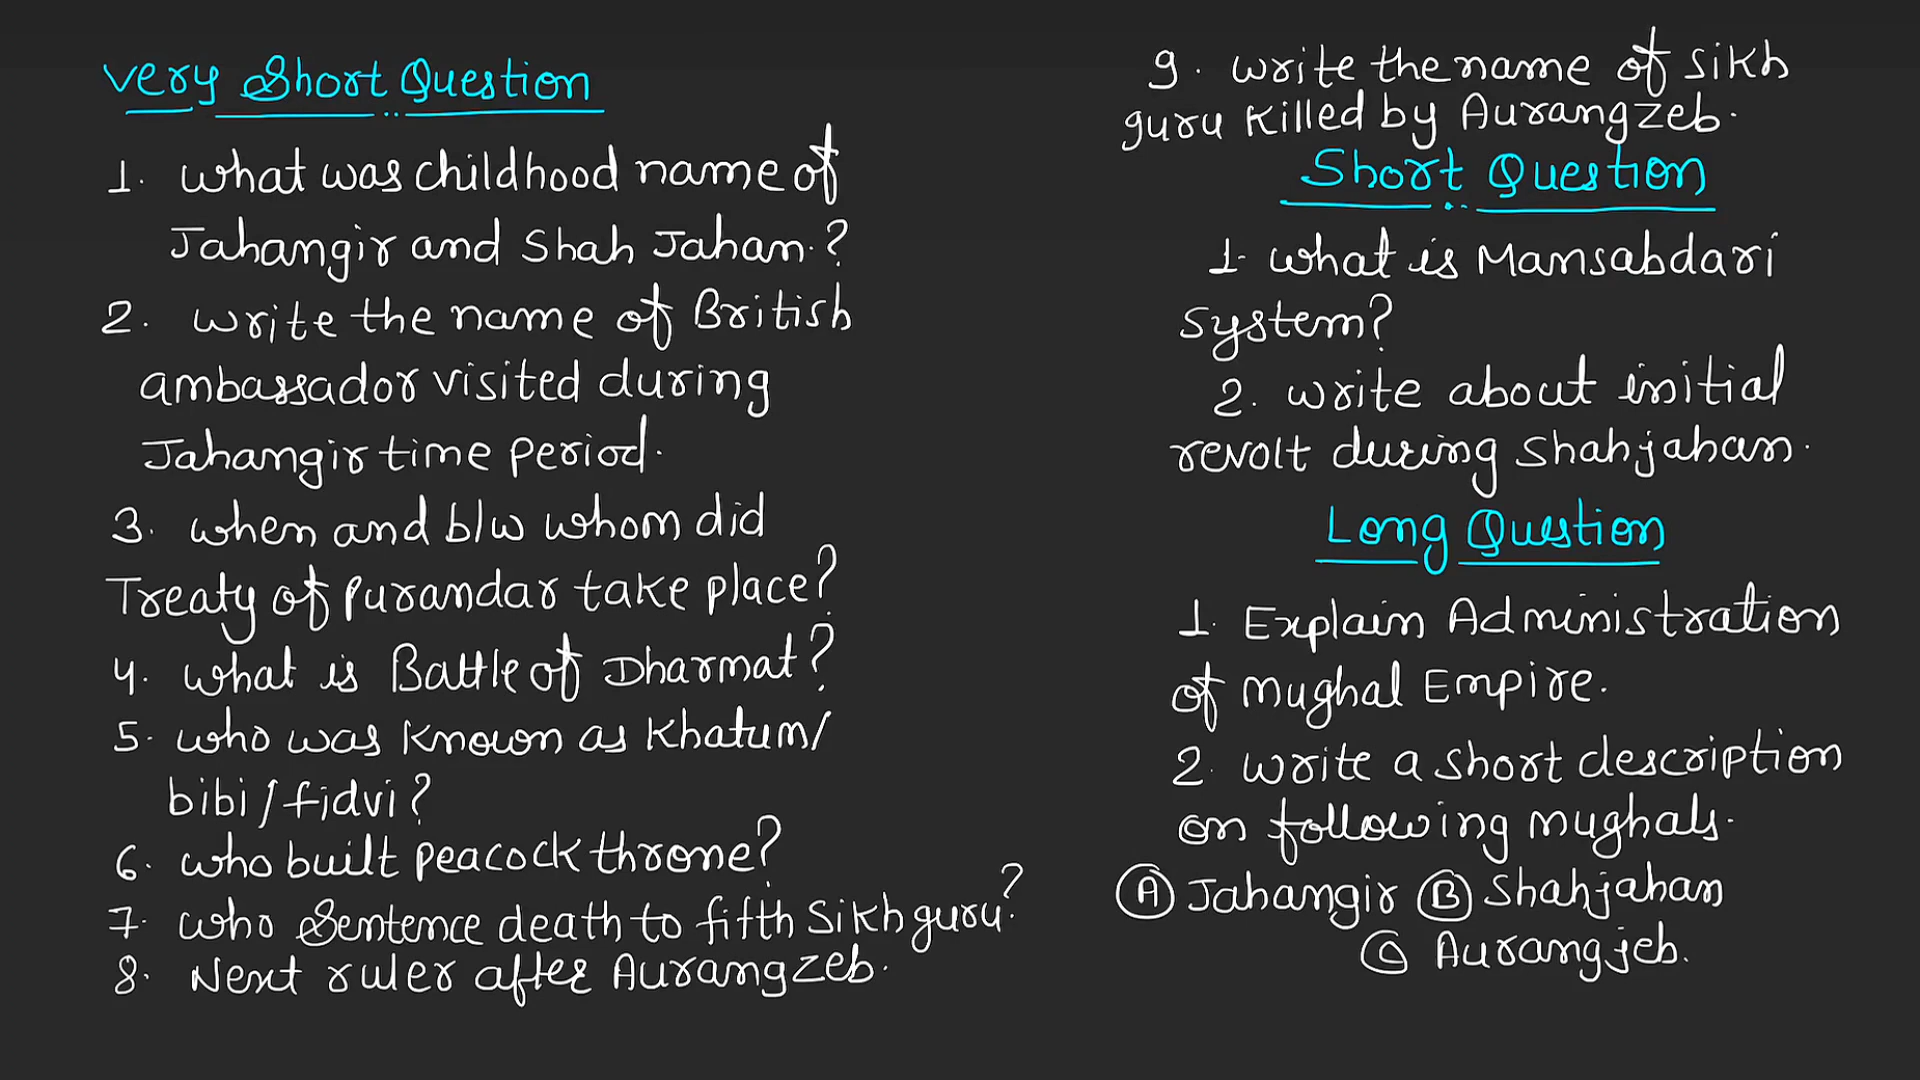 Very Short Question
1. what was childhood name of
Jahangir and Shah Jahan.?
2. write the name of British
ambassador visited during
Jahangir time period.
3. when and b/w whom did
Treaty of purandar take place?
4. what is Battle of Dharmat?
5. who was known as Khatum/
bibi/fidvi?
6. who built peacock throne?
7. who Sentence death to fifth Sikh guru?
8. Next ruler after Aurangzeb.
9. write the name of Sikh
guru killed by Aurangzeb.
Short Question
1. what is Mansabdari
System?
2. write about initial
revolt during Shahjahan.
Long Question
1. Explain Administration
of mughal Empire.
2. write a short description
on following mughals.
(A) Jahangir (B) Shahjahan
(C) Aurangjeb.